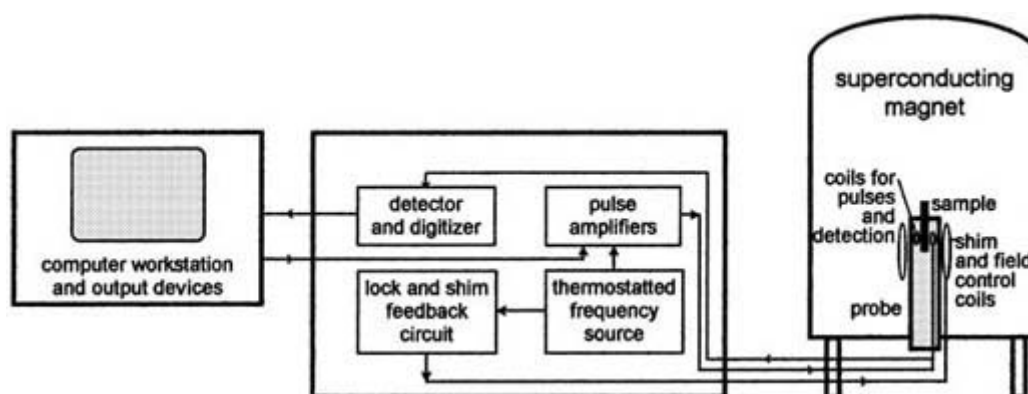 superconducting
magnet
coils for
pulses and
detection
sample
shim
and field
control
coils
probe
detector
and digitizer
pulse
amplifiers
computer workstation
and output devices
lock and shim
feedback
circuit
thermostatted
frequency
source